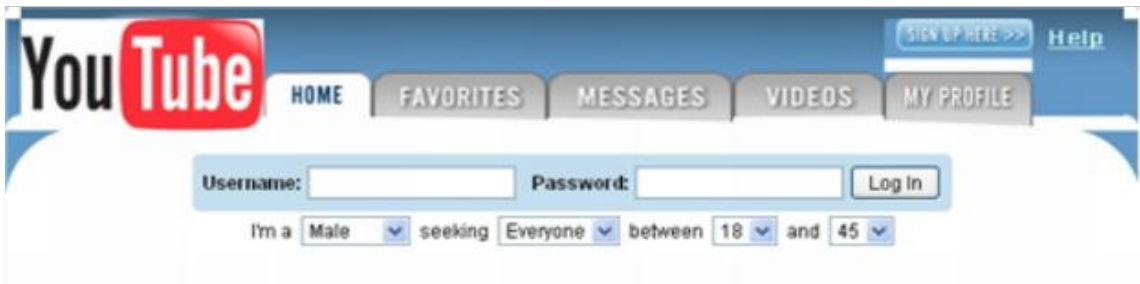 YouTube
SIGN UP HERE >> Help
HOME FAVORITES MESSAGES VIDEOS MY PROFILE
Username: Password: Log In
I'm a Male seeking Everyone between 18 and 45